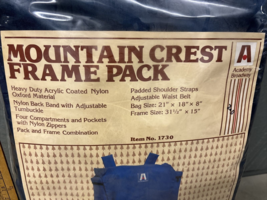 MOUNTAIN CREST
FRAME PACK
Heavy Duty Acrylic Coated Nylon
Oxford Material
Nylon Back Band with Adjustable
Turnbuckle
Four Compartments and Pockets
with Nylon Zippers
Pack and Frame Combination
Padded Shoulder Straps
Adjustable Waist Belt
Bag Size: 21" × 18" × 8"
Frame Size: 31½" × 15"
Item No. 1730
A
Academy
Broadway